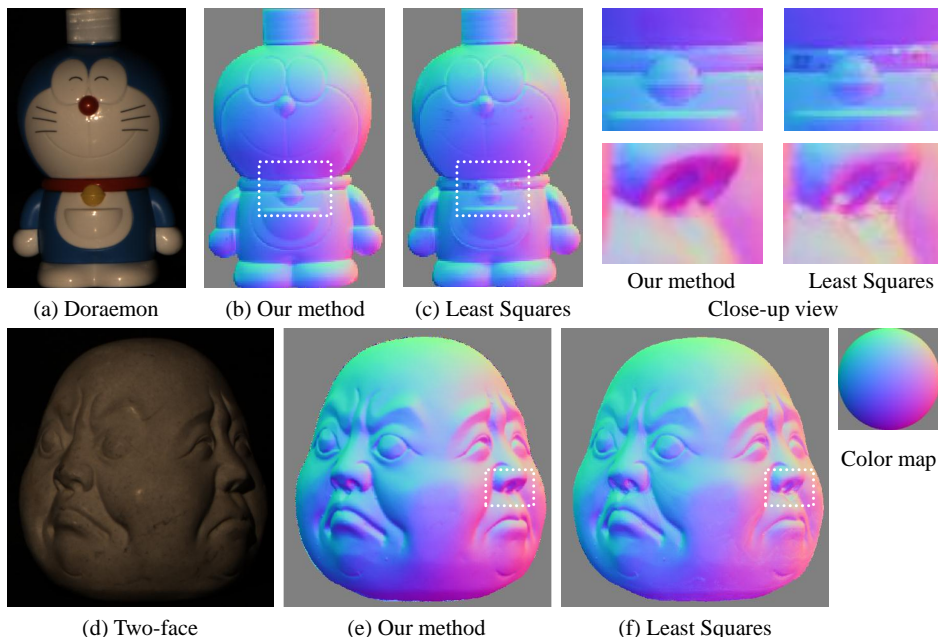 Our method
Least Squares
(a) Doraemon
(b) Our method
(c) Least Squares
Close-up view
Color map
(d) Two-face
(e) Our method
(f) Least Squares